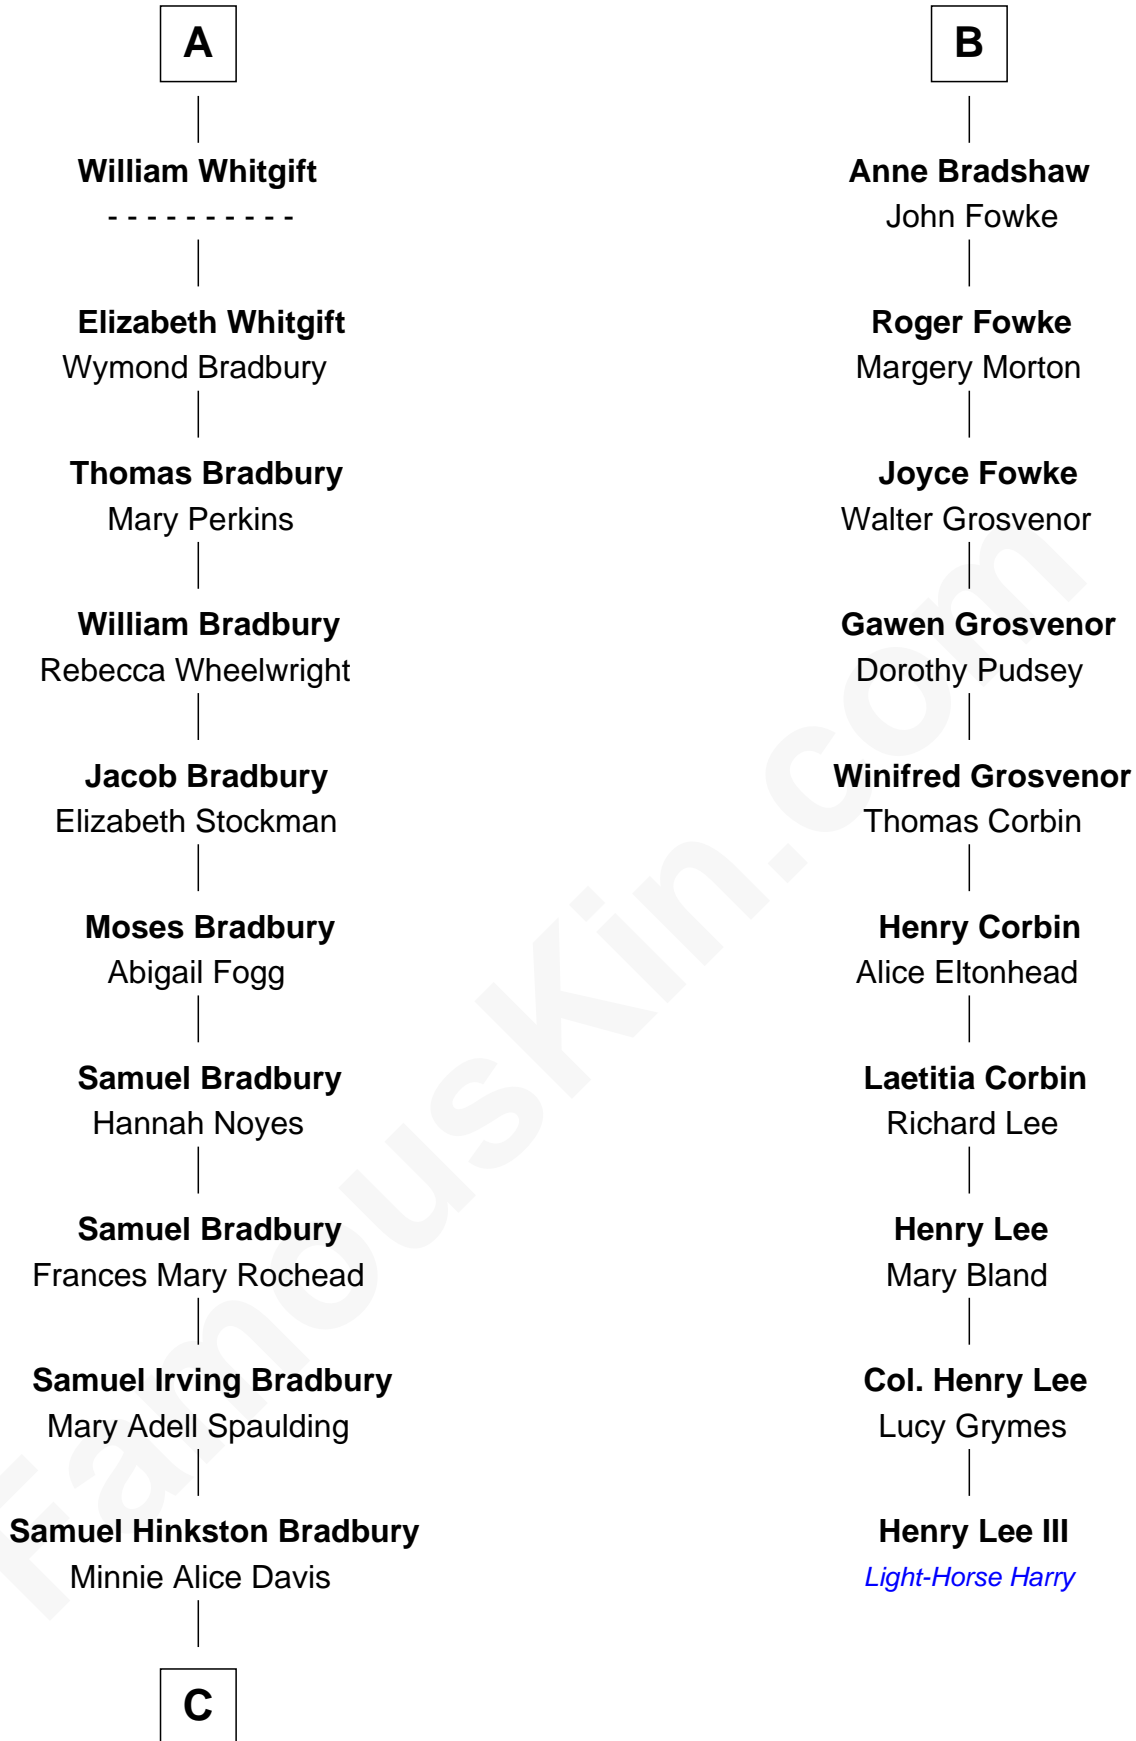 A
William Whitgift
- - - - - - - - - -
Elizabeth Whitgift
Wymond Bradbury
Thomas Bradbury
Mary Perkins
William Bradbury
Rebecca Wheelwright
Jacob Bradbury
Elizabeth Stockman
Moses Bradbury
Abigail Fogg
Samuel Bradbury
Hannah Noyes
Samuel Bradbury
Frances Mary Rochead
Samuel Irving Bradbury
Mary Adell Spaulding
Samuel Hinkston Bradbury
Minnie Alice Davis
C
B
Anne Bradshaw
John Fowke
Roger Fowke
Margery Morton
Joyce Fowke
Walter Grosvenor
Gawen Grosvenor
Dorothy Pudsey
Winifred Grosvenor
Thomas Corbin
Henry Corbin
Alice Eltonhead
Laetitia Corbin
Richard Lee
Henry Lee
Mary Bland
Col. Henry Lee
Lucy Grymes
Henry Lee III
Light-Horse Harry
FamousKin.com